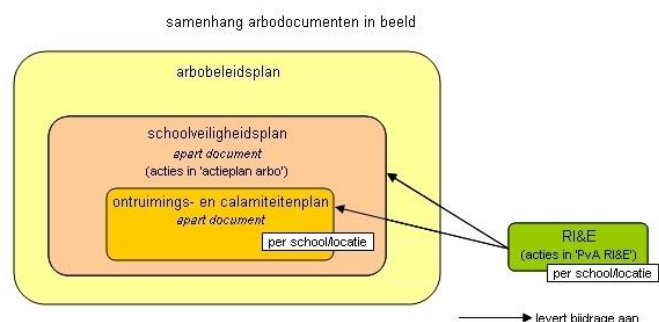 samenhang arbodocumenten in beeld
arbobeleidsplan
schoolveiligheidsplan
apart document
(acties in 'actieplan arbo')
ontruimings- en calamiteitenplan
apart document
per school/locatie
RI&E
(acties in 'PvA RI&E')
per school/locatie
levert bijdrage aan